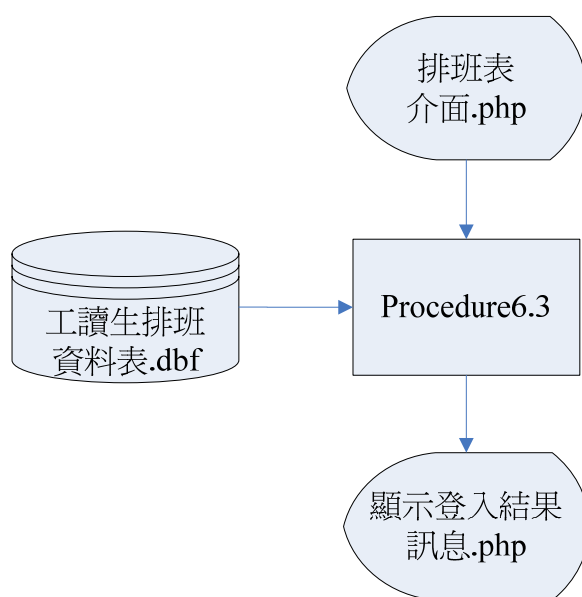 排班表
介面.php
工讀生排班
資料表.dbf
Procedure6.3
顯示登入結果
訊息.php